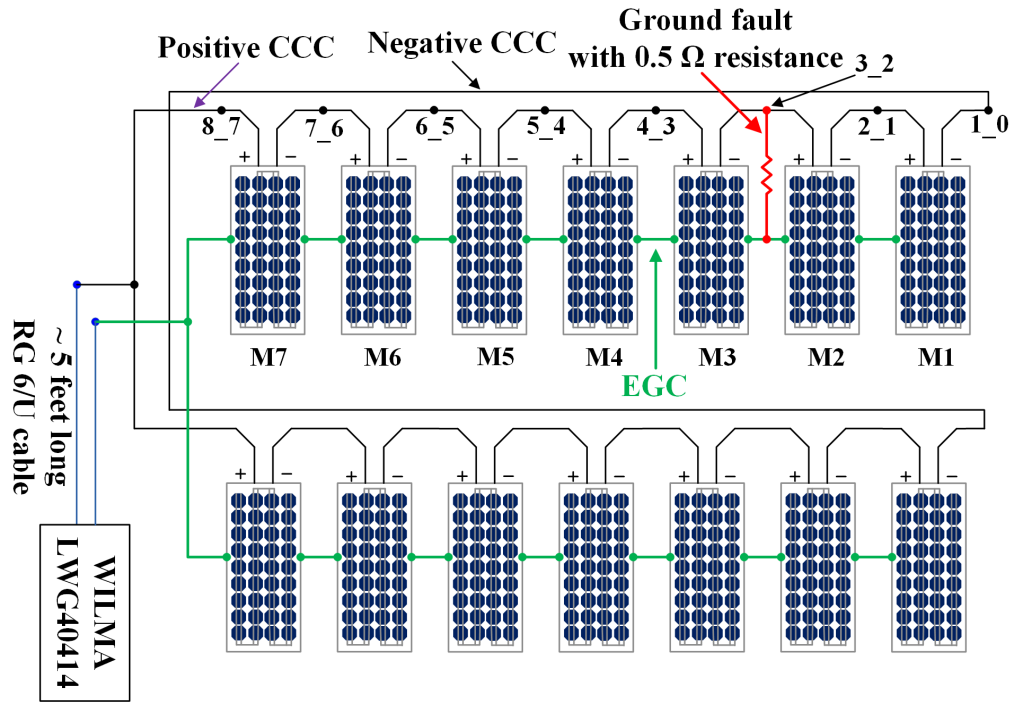 Positive CCC
Negative CCC
Ground fault
with 0.5 Ω resistance
3_2
8_7
7_6
6_5
5_4
4_3
2_1
1_0
+ − + − + − + − + − + − + −
M7
M6
M5
M4
M3
M2
M1
EGC
~ 5 feet long
RG 6/U cable
+ − + − + − + − + − + − + −
WILMA
LWG40414